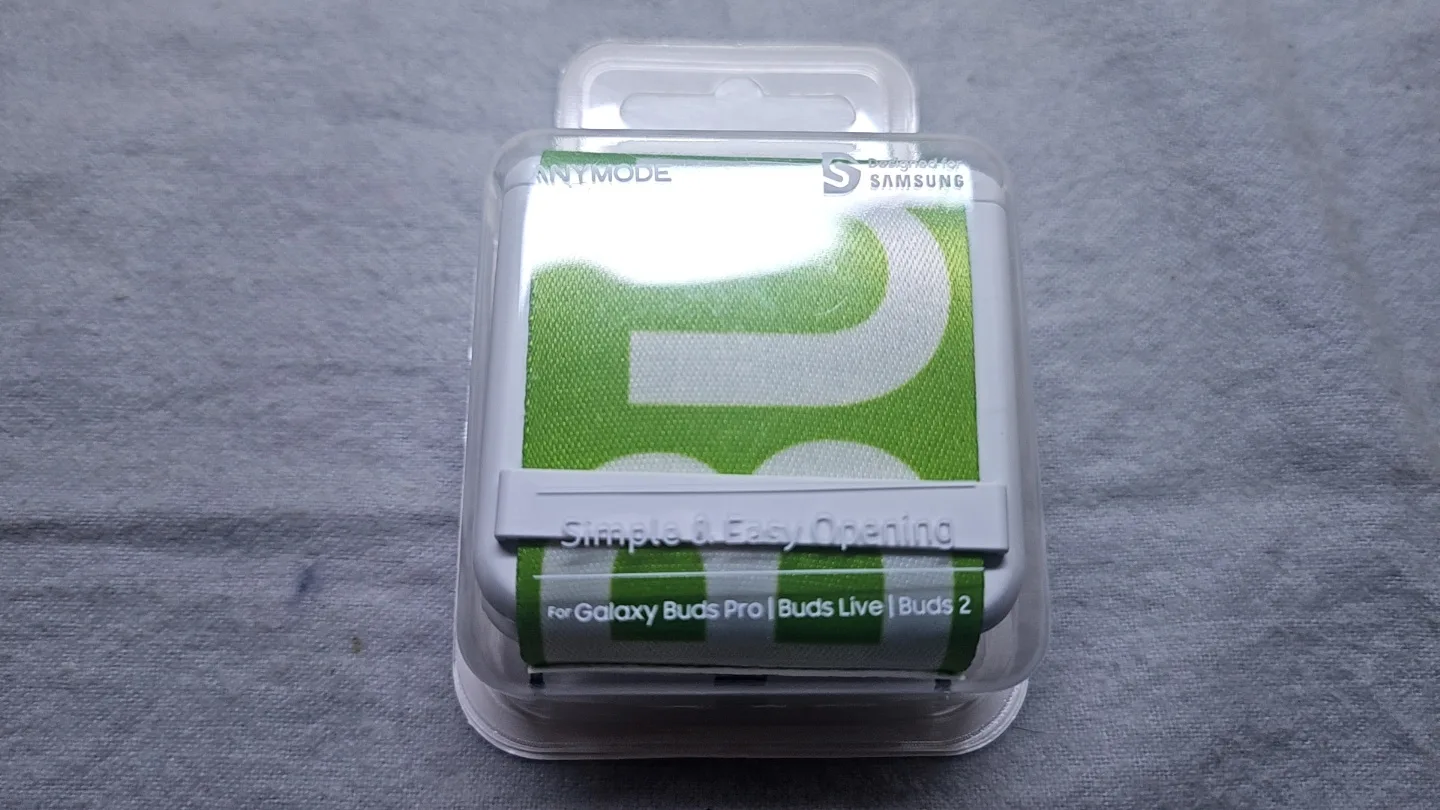 ANYMODE
Designed for
SAMSUNG
Simple & Easy Opening
For Galaxy Buds Pro | Buds Live | Buds 2